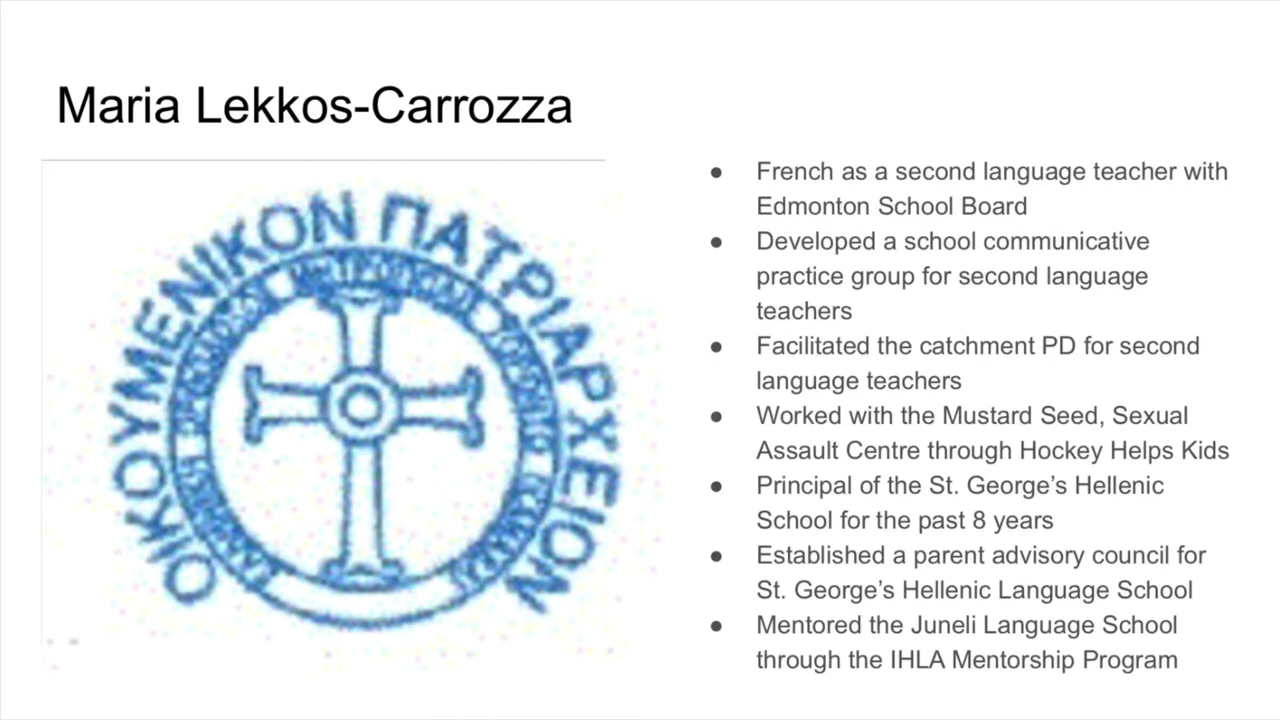 Maria Lekkos-Carrozza
ΟΙΚΟΥΜΕΝΙΚΟΝ ΠΑΤΡΙΑΡΧΕΙΟΝ
● French as a second language teacher with
Edmonton School Board
● Developed a school communicative
practice group for second language
teachers
● Facilitated the catchment PD for second
language teachers
● Worked with the Mustard Seed, Sexual
Assault Centre through Hockey Helps Kids
● Principal of the St. George’s Hellenic
School for the past 8 years
● Established a parent advisory council for
St. George’s Hellenic Language School
● Mentored the Juneli Language School
through the IHLA Mentorship Program